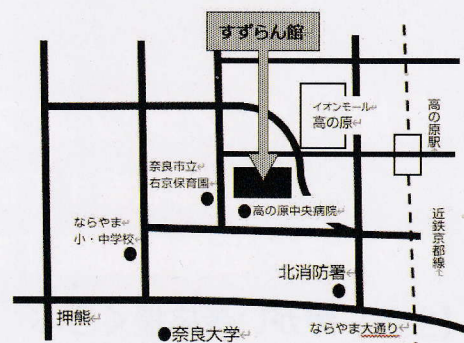 すずらん館
イオンモール
高の原
高の原駅
奈良市立
右京保育園
高の原中央病院
ならやま
小・中学校
近鉄京都線
北消防署
押熊
奈良大学
ならやま大通り